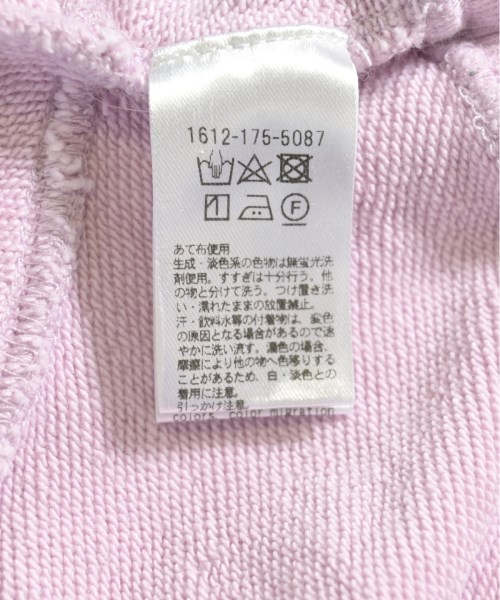 1612-175-5087
F
あて布使用
生成・淡色系の色物は無蛍光洗
剤使用。すすぎは十分行う。他
の物と分けて洗う。つけ置き洗
い・濡れたままの放置厳禁。
汗・飲料水等の付着物は、変色
の原因となる場合があるので速
やかに洗い流す。濃色の場合、
摩擦により他の物へ色移りする
ことがあるため、白・淡色との
着用に注意。
引っかけ注意。
colors color migration